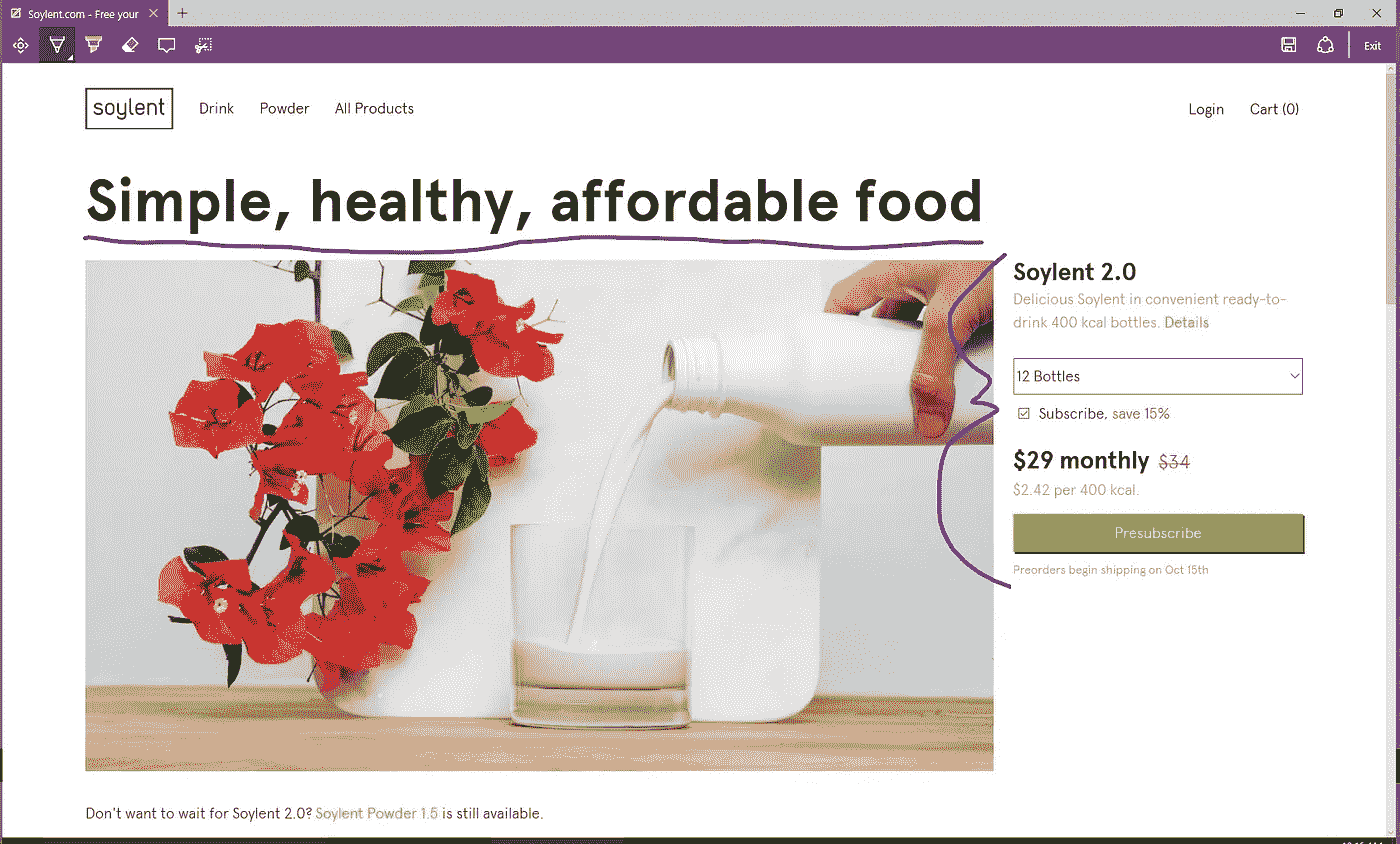 Soylent.com - Free your
Exit
soylent
Drink
Powder
All Products
Login
Cart (0)
Simple, healthy, affordable food
Soylent 2.0
Delicious Soylent in convenient ready-to-
drink 400 kcal bottles. Details
12 Bottles
Subscribe, save 15%
$29 monthly $34
$2.42 per 400 kcal.
Presubscribe
Preorders begin shipping on Oct 15th
Don't want to wait for Soylent 2.0? Soylent Powder 1.5 is still available.